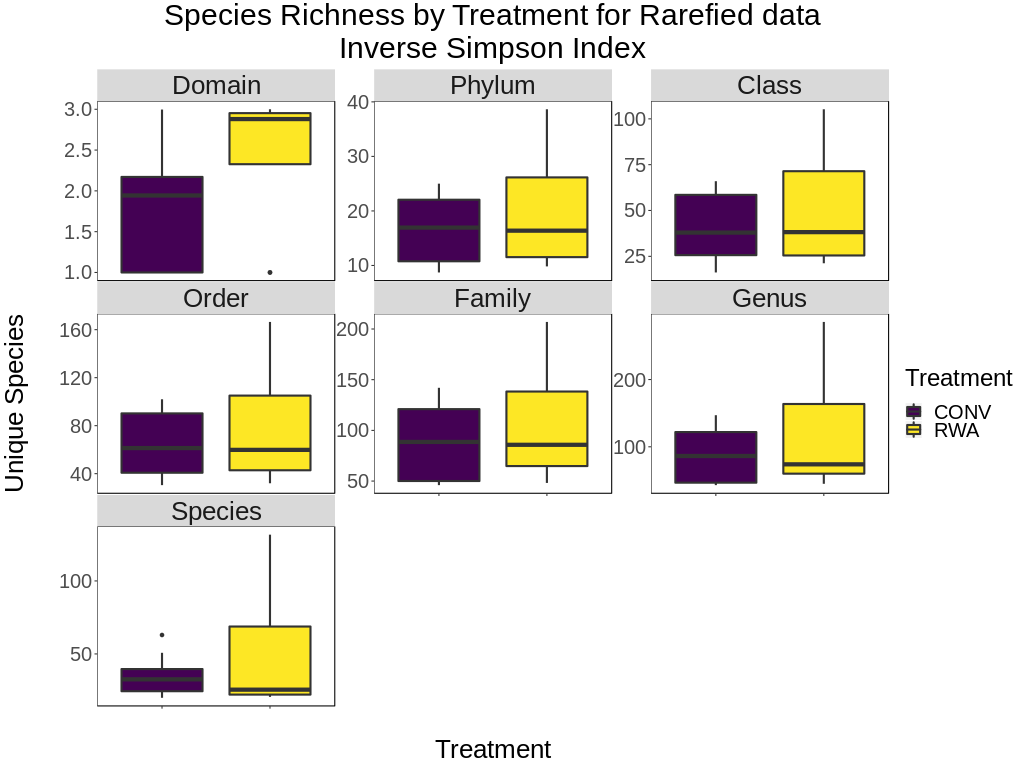 Species Richness by Treatment for Rarefied data
Inverse Simpson Index
Domain
3.0
2.5
2.0
1.5
1.0
Phylum
40
30
20
10
Class
100
75
50
25
Order
160
120
80
40
Family
200
150
100
50
Genus
200
100
Species
100
50
Unique Species
Treatment
Treatment
CONV
RWA